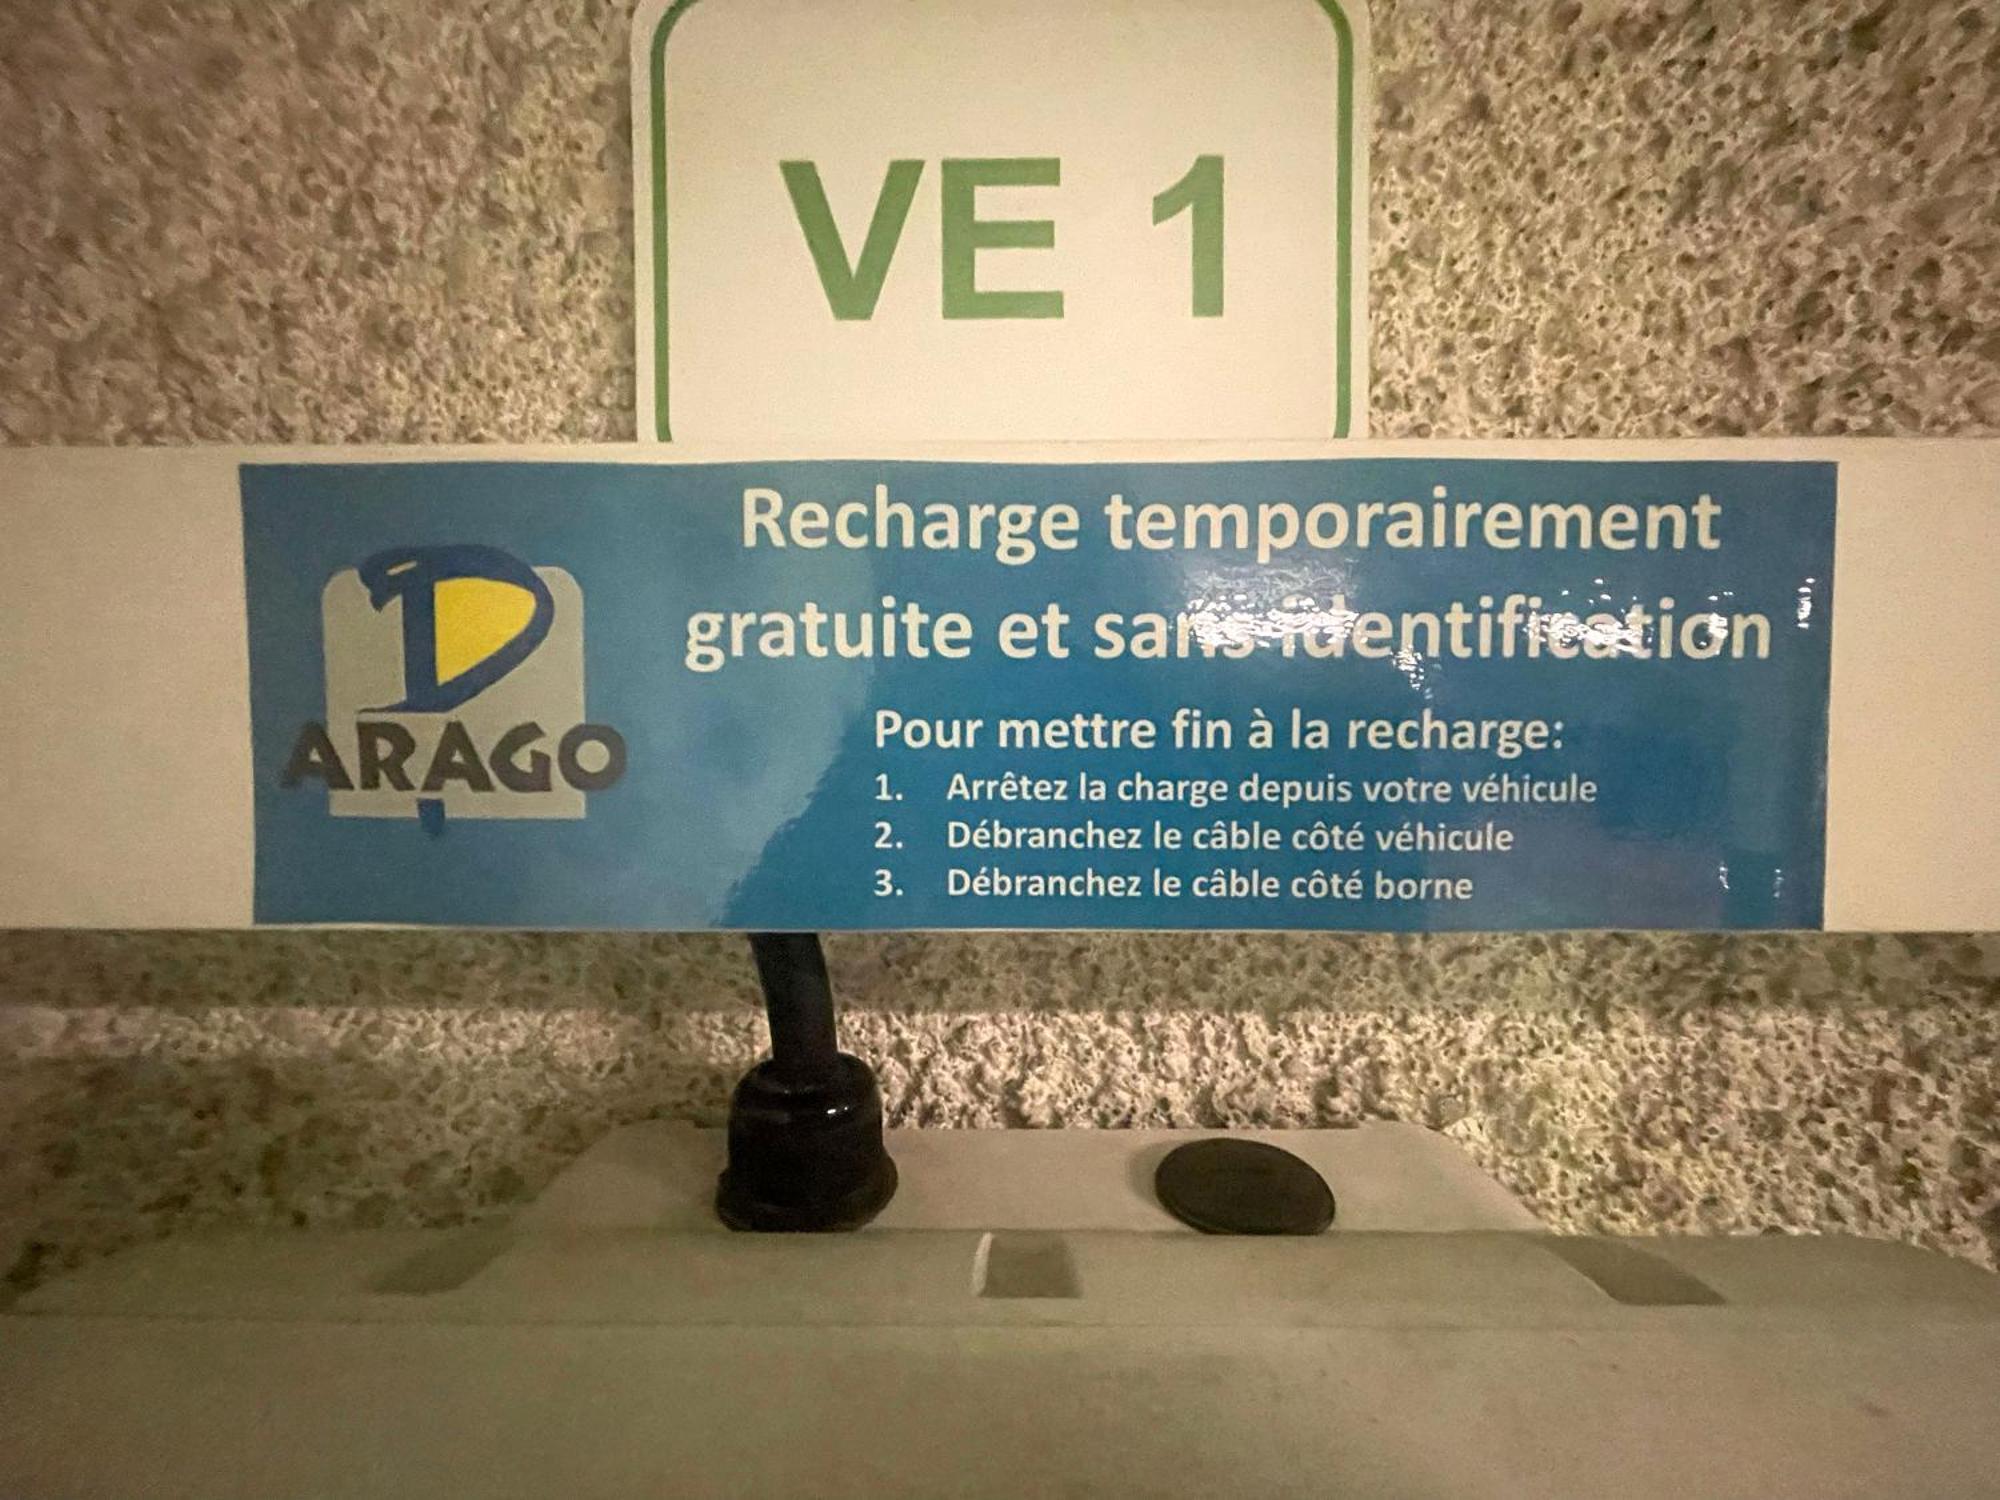 VE 1
Recharge temporairement
gratuite et sans identification
D
ARAGO
Pour mettre fin à la recharge:
1. Arrêtez la charge depuis votre véhicule
2. Débranchez le câble côté véhicule
3. Débranchez le câble côté borne